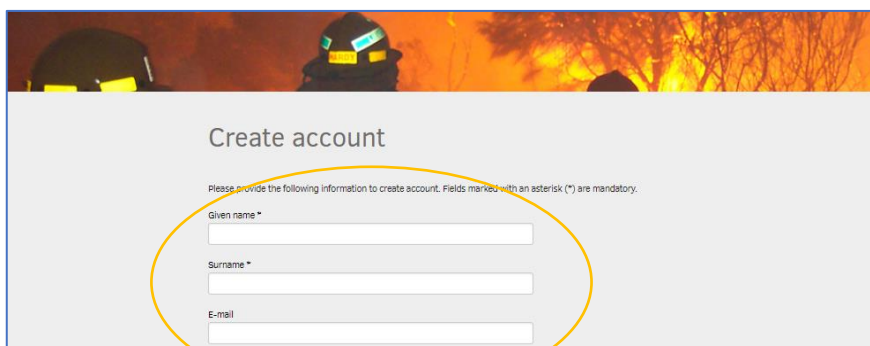 Create account
Please provide the following information to create account. Fields marked with an asterisk (*) are mandatory.
Given name *
Surname *
E-mail